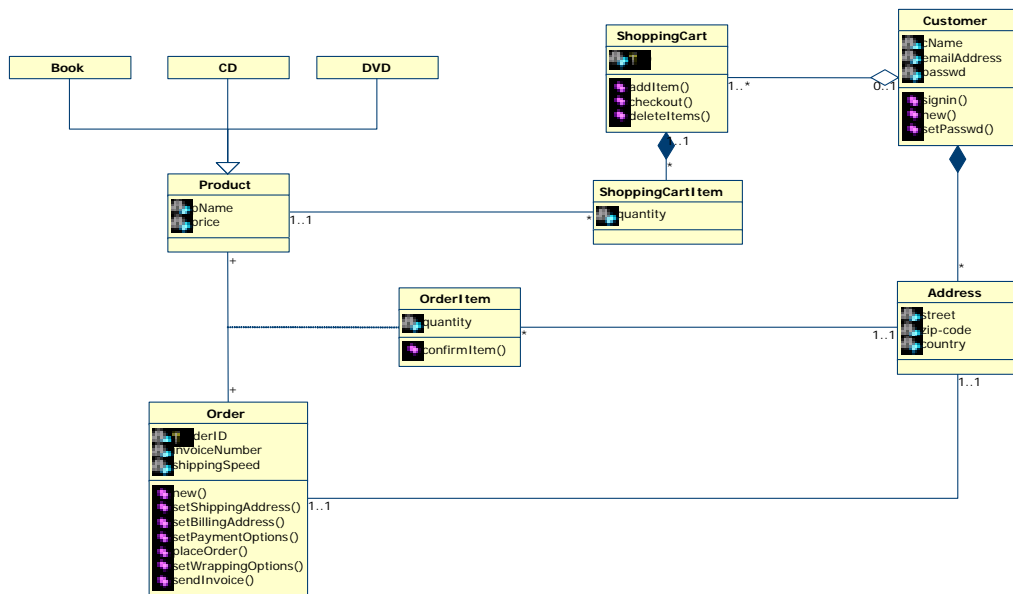 Customer
cName
emailAddress
passwd
signin()
new()
setPasswd()
ShoppingCart
addItem()
checkout()
deleteItems()
1..*
0..1
Book
CD
DVD
1..1
*
Product
pName
price
1..1
*
ShoppingCartItem
quantity
+
*
OrderItem
quantity
confirmItem()
*
1..1
Address
street
zip-code
country
1..1
+
Order
derID
invoiceNumber
shippingSpeed
new()
setShippingAddress()
setBillingAddress()
setPaymentOptions()
placeOrder()
setWrappingOptions()
sendInvoice()
1..1